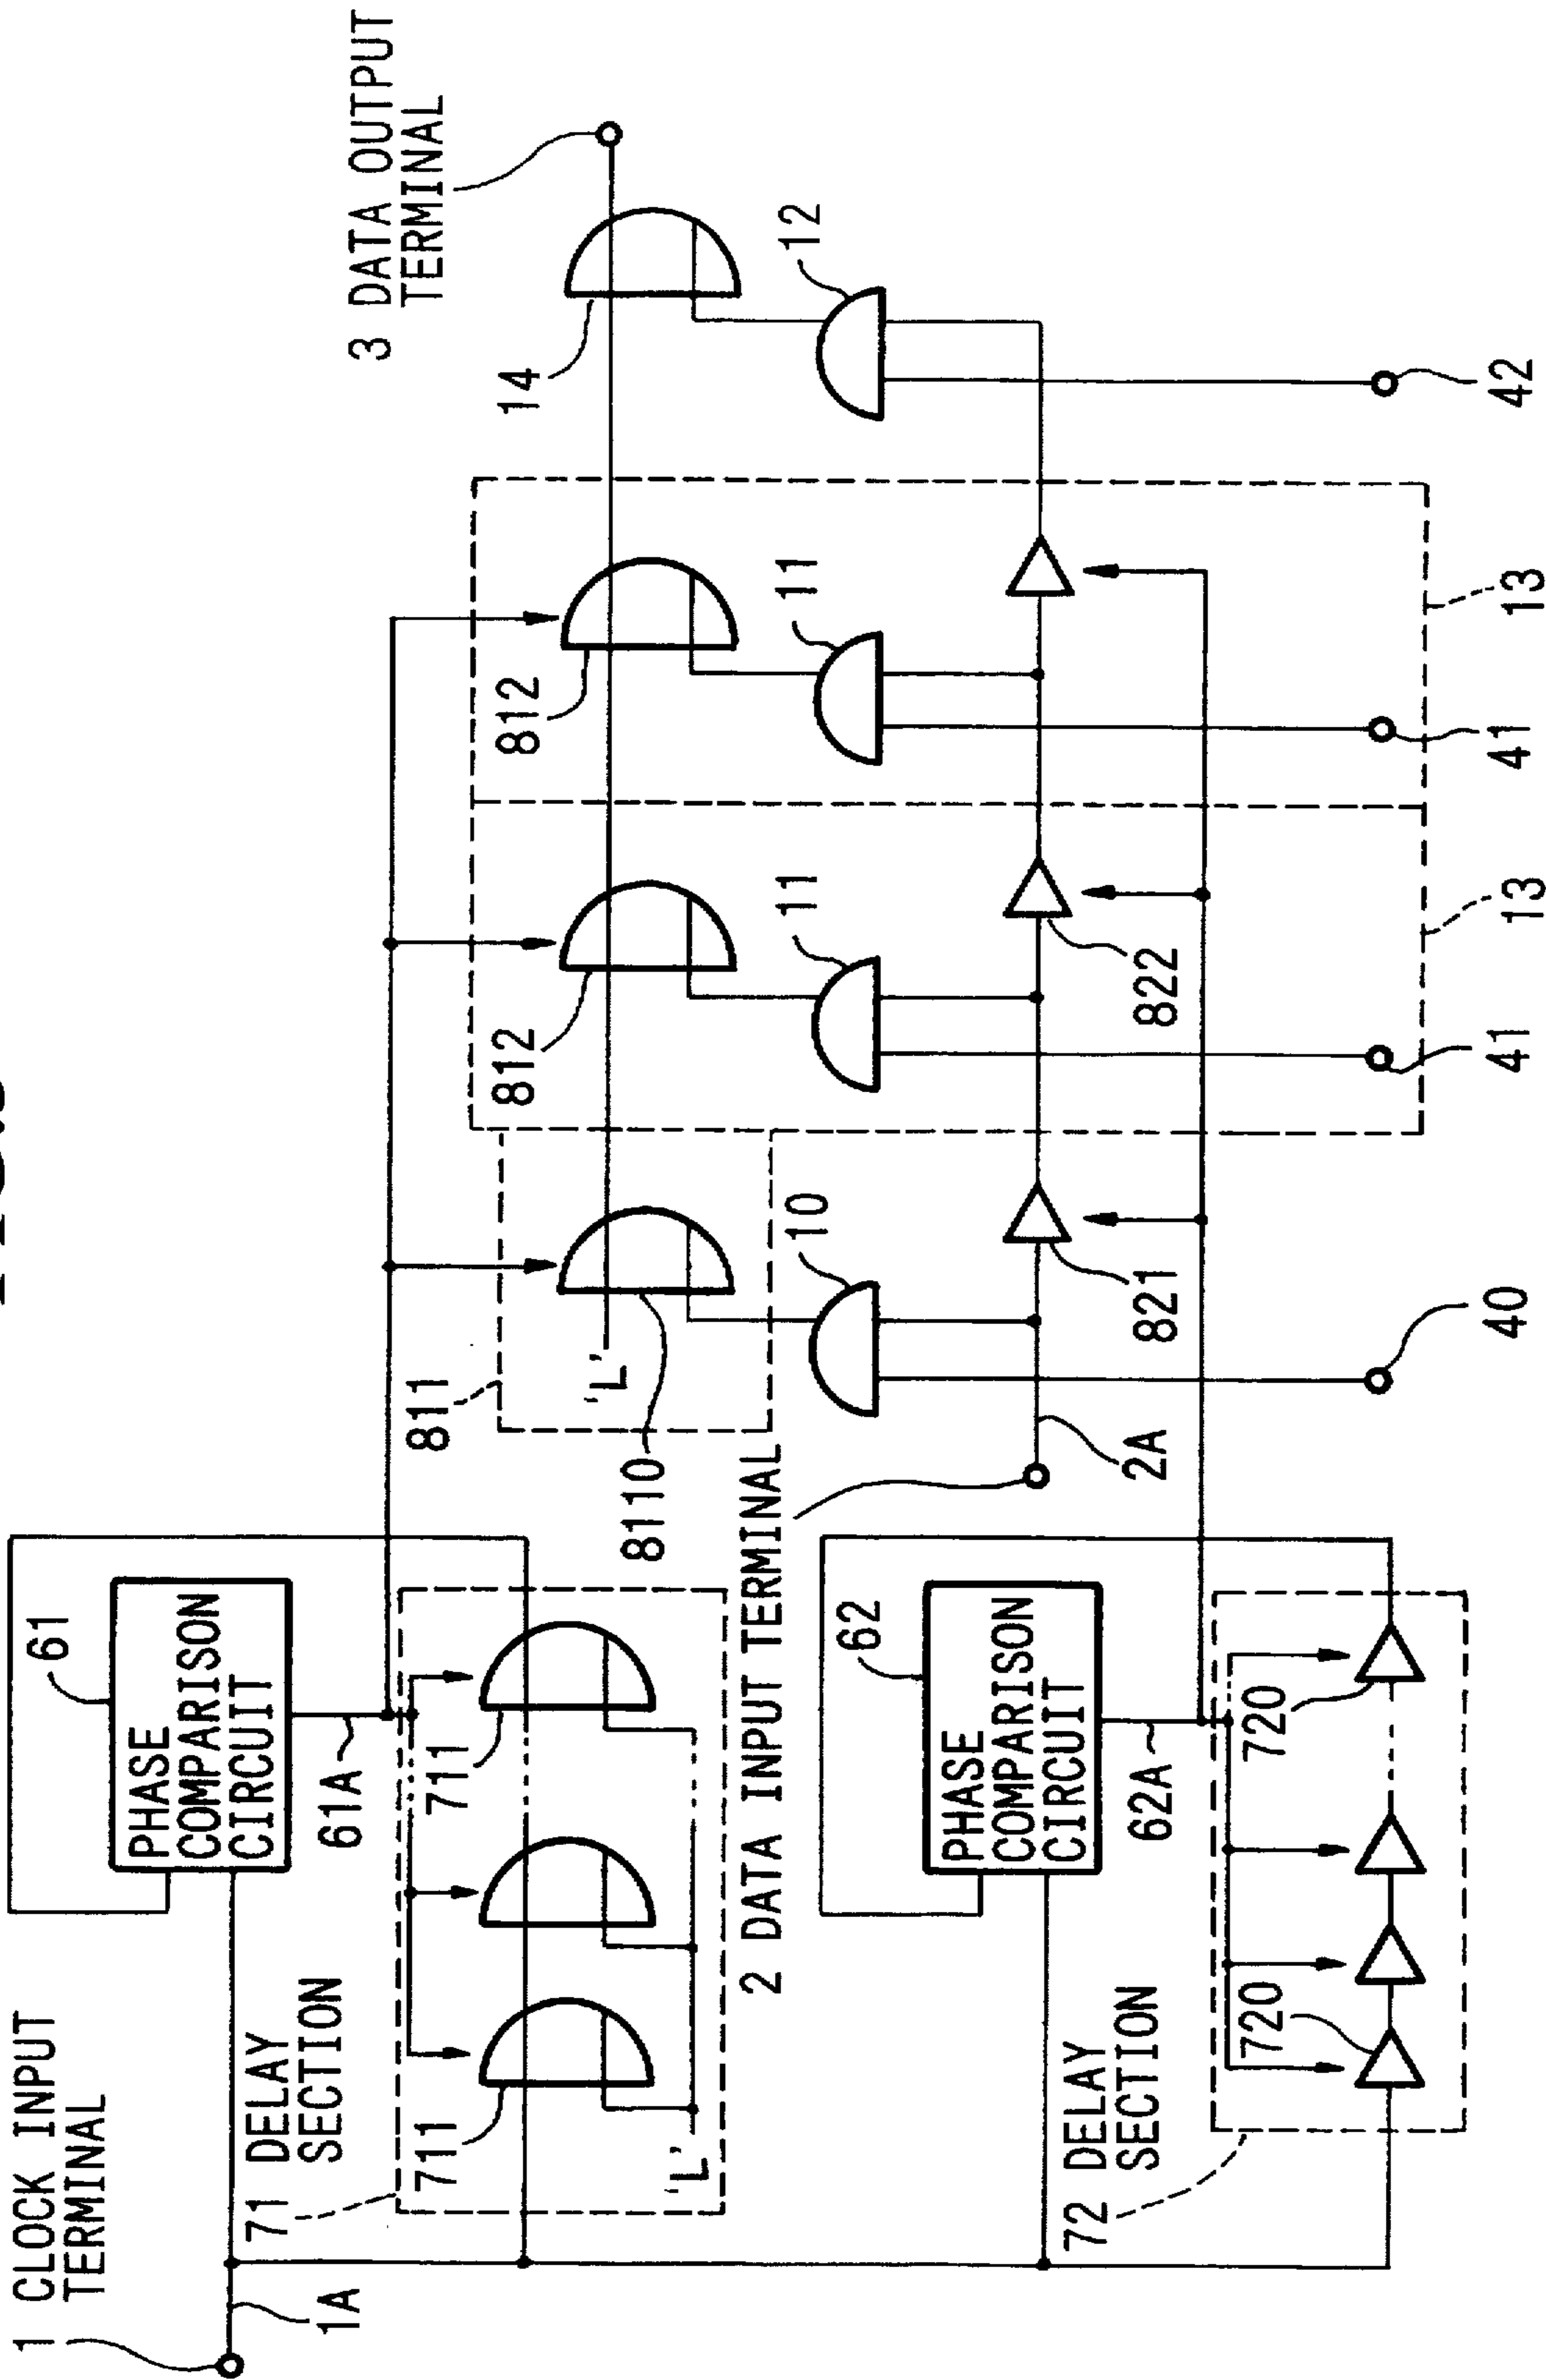 1 CLOCK INPUT
TERMINAL
1A
61
PHASE
COMPARISON
CIRCUIT
61A
71 DELAY
SECTION
711
711
'L'
2 DATA INPUT TERMINAL
2A
62
PHASE
COMPARISON
CIRCUIT
62A
72 DELAY
SECTION
720
720
811
'L'
8110
10
821
40
812
11
822
41
13
812
11
41
13
14
12
42
3 DATA OUTPUT
TERMINAL